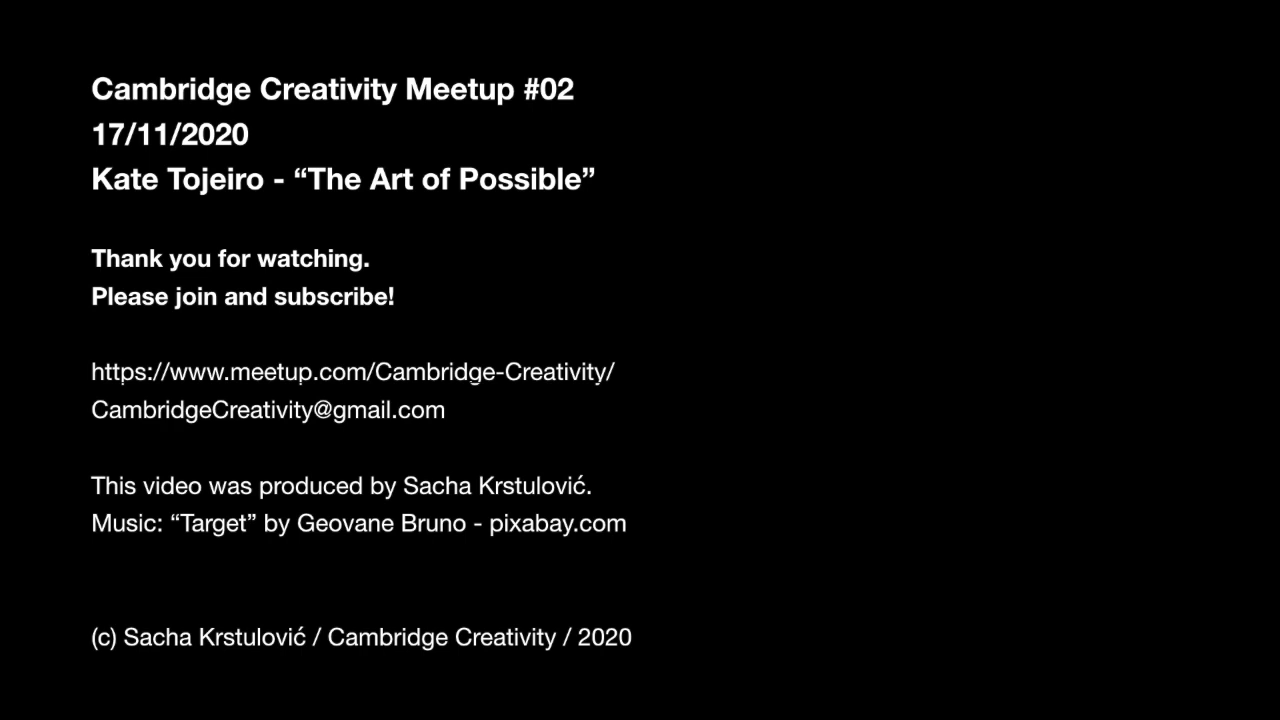 Cambridge Creativity Meetup #02
17/11/2020
Kate Tojeiro - “The Art of Possible”
Thank you for watching.
Please join and subscribe!
https://www.meetup.com/Cambridge-Creativity/
CambridgeCreativity@gmail.com
This video was produced by Sacha Krstulović.
Music: “Target” by Geovane Bruno - pixabay.com
(c) Sacha Krstulović / Cambridge Creativity / 2020